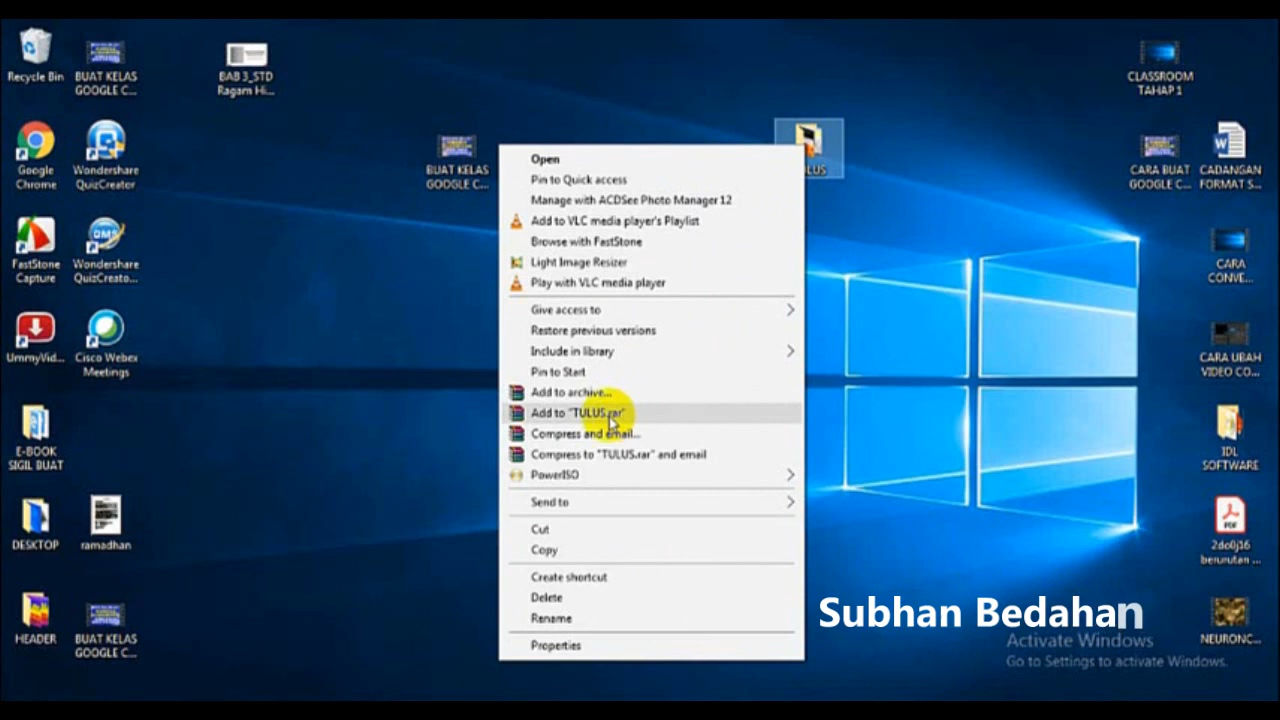 Recycle Bin
BUAT KELAS
GOOGLE C...
BAB 3_STD
Ragam Hi...
CLASSROOM
TAHAP 1
Google
Chrome
Wondershare
QuizCreator
BUAT KELAS
GOOGLE C...
CARA BUAT
GOOGLE C...
CADANGAN
FORMAT S...
FastStone
Capture
Wondershare
QuizCreato...
CARA
CONVE...
UmmyVid...
Cisco Webex
Meetings
CARA UBAH
VIDEO CO...
E-BOOK
SIGIL BUAT
IDL
SOFTWARE
DESKTOP
ramadhan
PDF
2dc0j16
berurutan ...
HEADER
BUAT KELAS
GOOGLE C...
NEURONC...
Open
Pin to Quick access
Manage with ACDSee Photo Manager 12
Add to VLC media player's Playlist
Browse with FastStone
Light Image Resizer
Play with VLC media player
Give access to
Restore previous versions
Include in library
Pin to Start
Add to archive...
Add to "TULUS.rar"
Compress and email...
Compress to "TULUS.rar" and email
PowerISO
Send to
Cut
Copy
Create shortcut
Delete
Rename
Properties
Subhan Bedahan
Activate Windows
Go to Settings to activate Windows.